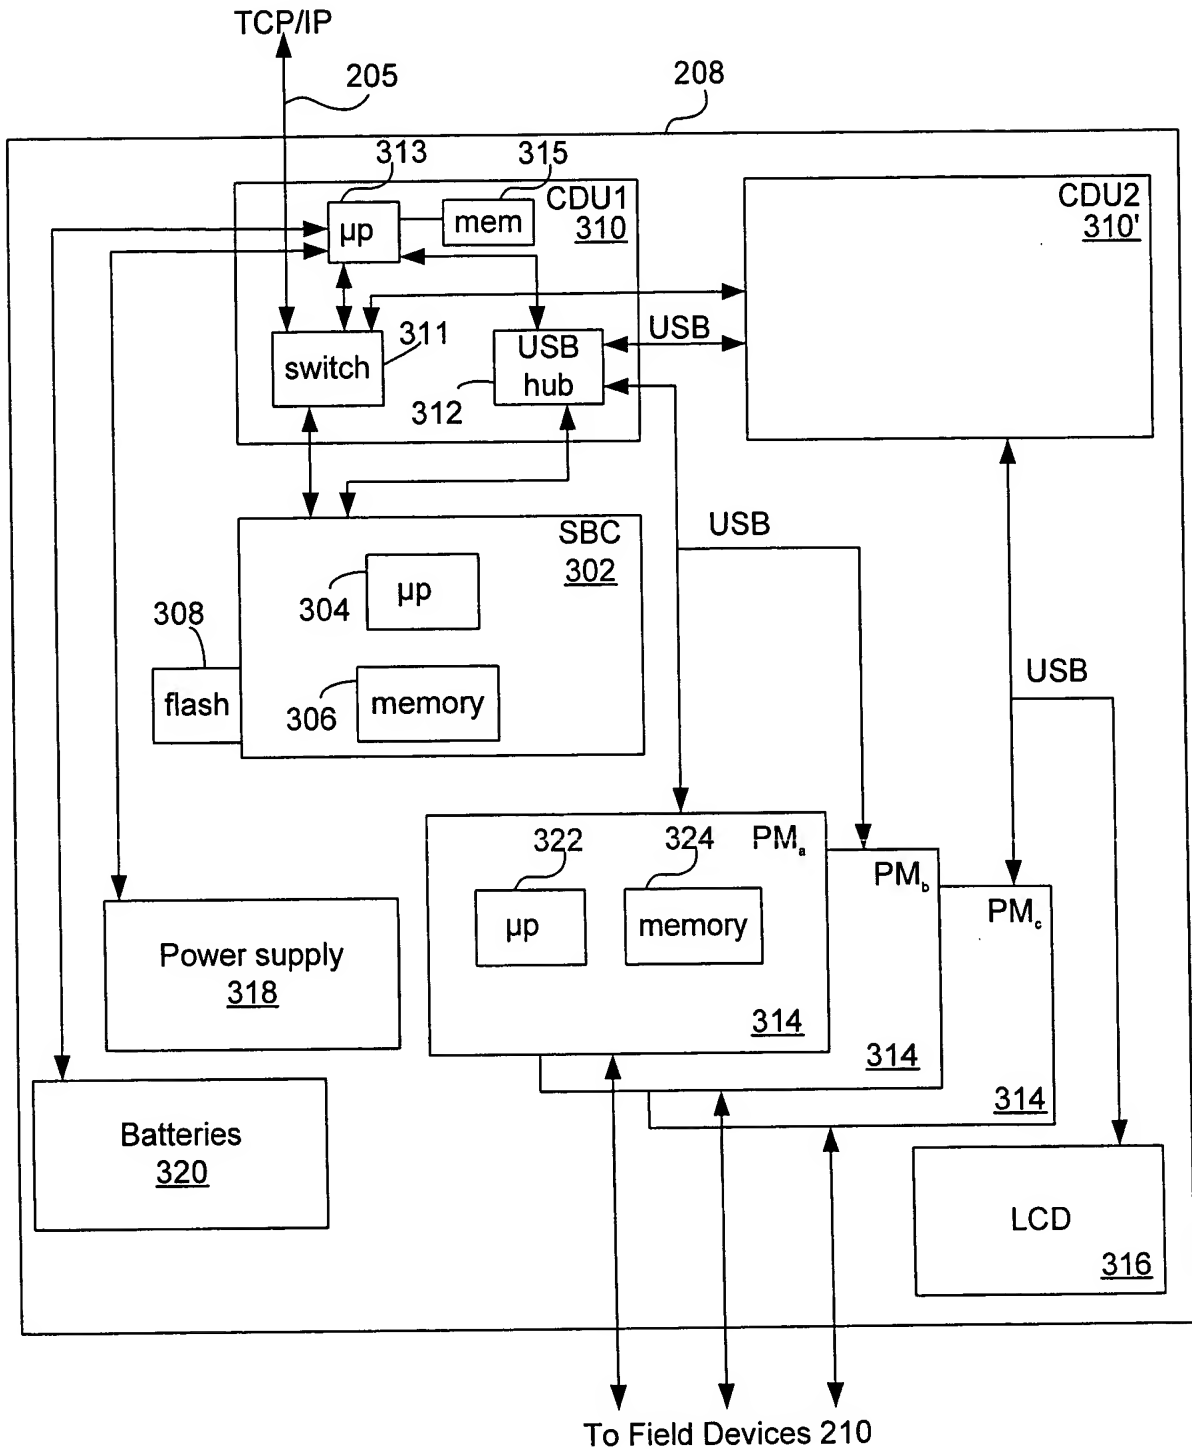 TCP/IP
205
208
313
315
CDU1
310
µp
mem
CDU2
310'
311
switch
USB
hub
312
USB
SBC
302
304
µp
USB
308
flash
306
memory
USB
322
324
PMa
µp
memory
314
PMb
314
PMc
314
Power supply
318
Batteries
320
LCD
316
To Field Devices 210